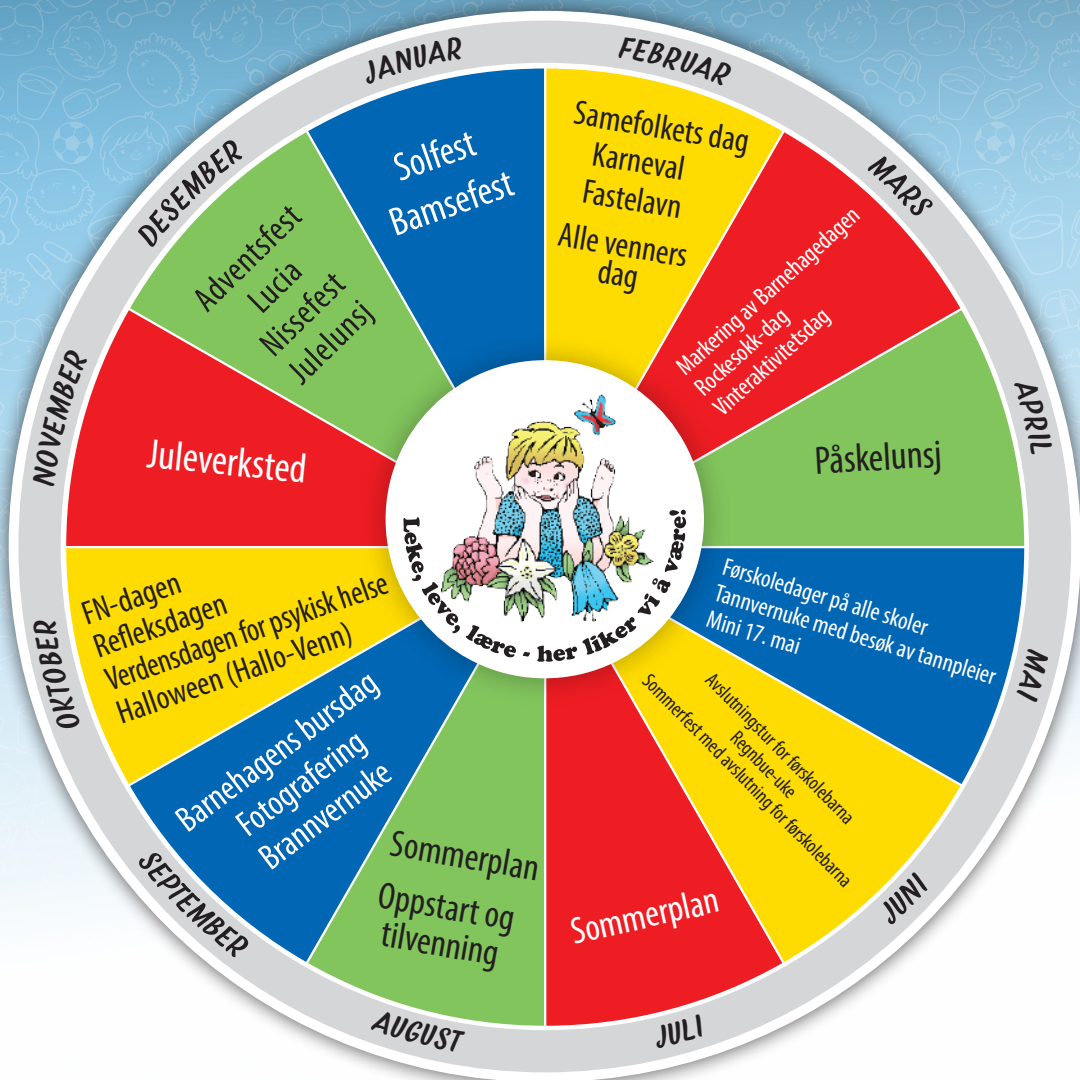 JANUAR
Solfest
Bamsefest
FEBRUAR
Samefolkets dag
Karneval
Fastelavn
Alle venners
dag
MARS
Markering av Barnehagedagen
Rockesokk-dag
Vinteraktivitetsdag
APRIL
Påskelunsj
MAI
Førskoledager på alle skoler
Tannvernuke med besøk av tannpleier
Mini 17. mai
JUNI
Avslutningstur for førskolebarna
Regnbue-uke
Sommerfest med avslutning for førskolebarna
JULI
Sommerplan
AUGUST
Sommerplan
Oppstart og
tilvenning
SEPTEMBER
Barnehagens bursdag
Fotografering
Brannvernuke
OKTOBER
FN-dagen
Refleksdagen
Verdensdagen for psykisk helse
Halloween (Hallo-Venn)
NOVEMBER
Juleverksted
DESEMBER
Adventsfest
Lucia
Nissefest
Julelunsj
Leke, leve, lære - her liker vi å være!